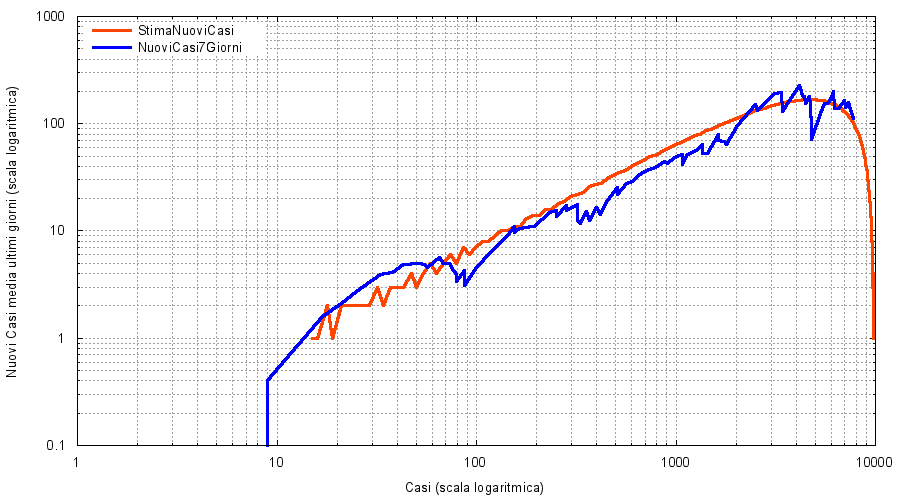 1000
100
10
1
0.1
StimaNuoviCasi
NuoviCasi7Giorni
Nuovi Casi media ultimi giorni (scala logaritmica)
1 10 100 1000 10000
Casi (scala logaritmica)